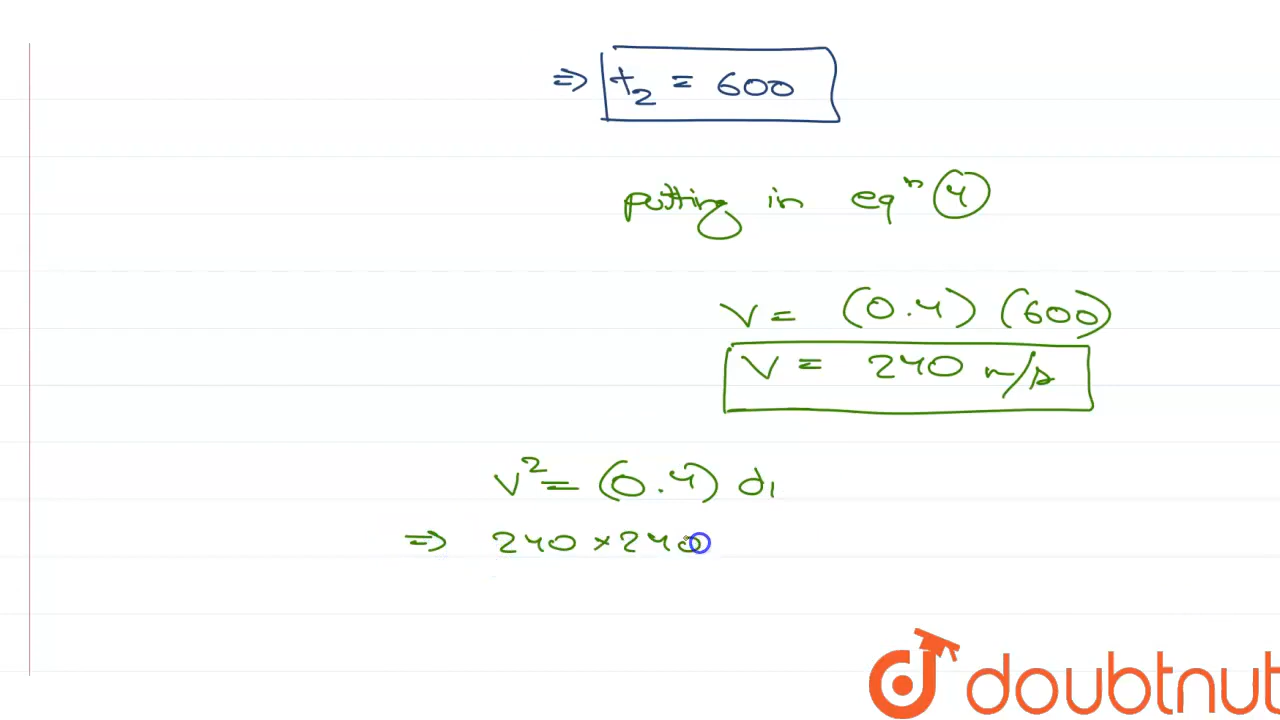 ⇒ t₂ = 600
putting in eqⁿ ④
V = (0.4) (600)
V = 240 m/s
V² = (0.4) d₁
⇒ 240 × 240
doubtnut